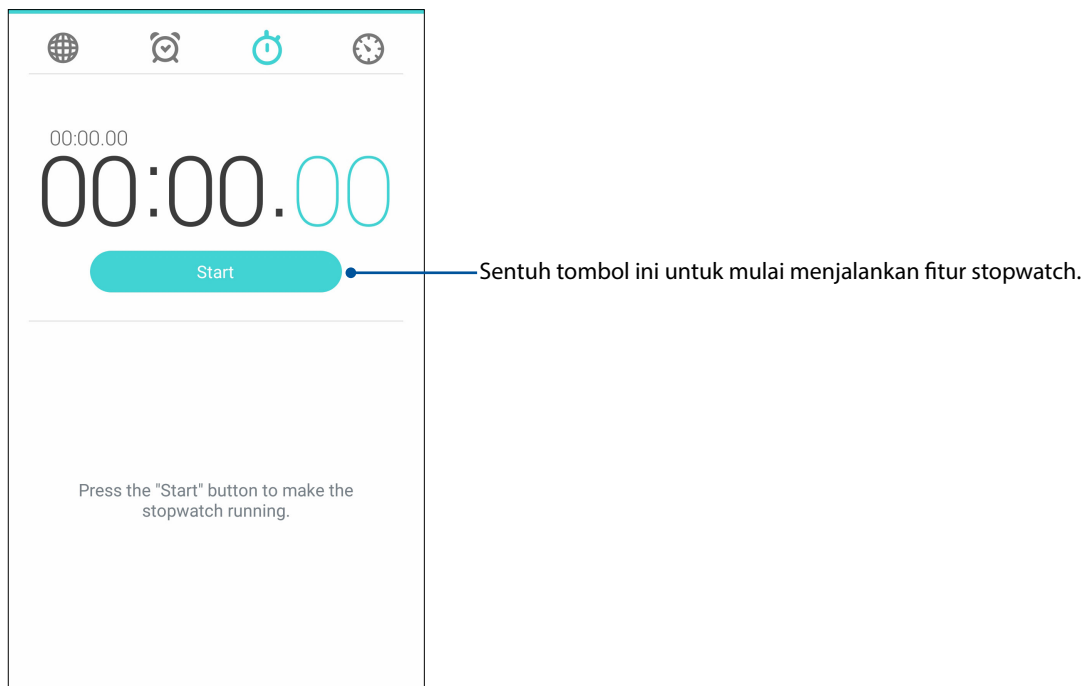 00:00.00
00:00.00
Start
Sentuh tombol ini untuk mulai menjalankan fitur stopwatch.
Press the "Start" button to make the
stopwatch running.